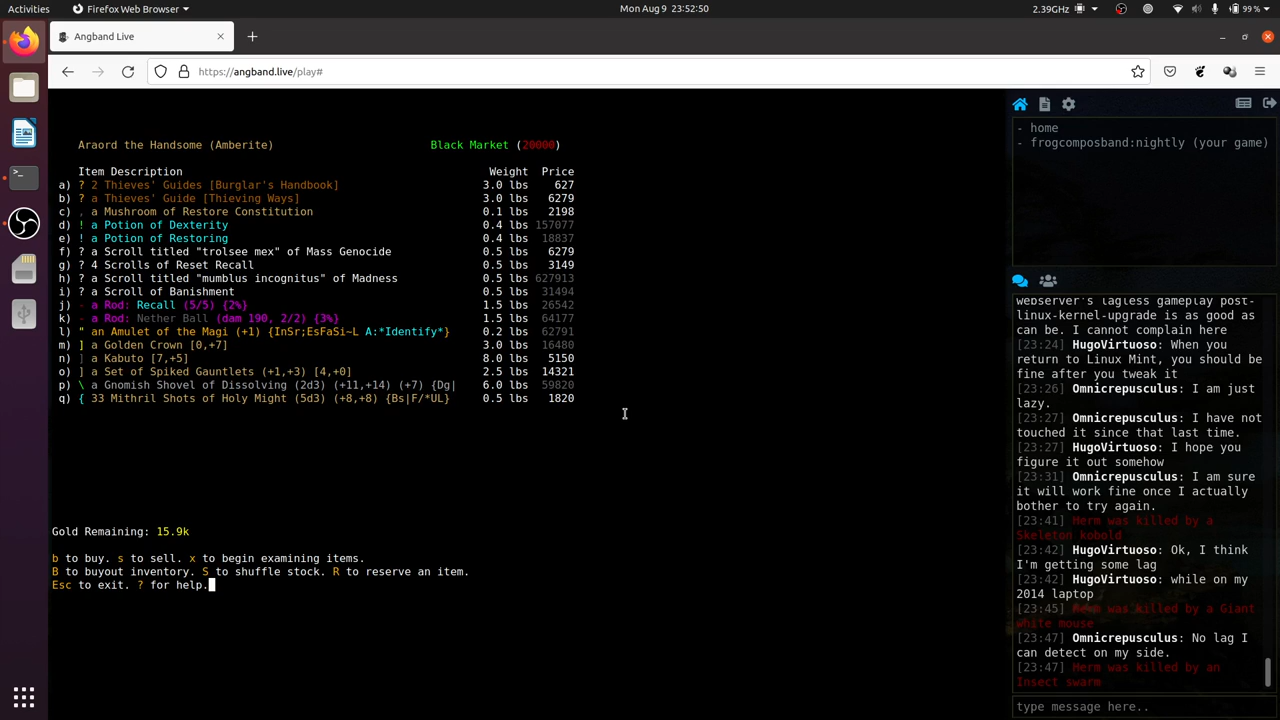 Activities
Firefox Web Browser
Mon Aug 9 23:52:50
2.39GHz
99 %
Angband Live
https://angband.live/play#
Araord the Handsome (Amberite) Black Market (20000)
Item Description Weight Price
a) ? 2 Thieves' Guides [Burglar's Handbook] 3.0 lbs 627
b) ? a Thieves' Guide [Thieving Ways] 3.0 lbs 6279
c) , a Mushroom of Restore Constitution 0.1 lbs 2198
d) ! a Potion of Dexterity 0.4 lbs 157077
e) ! a Potion of Restoring 0.4 lbs 18837
f) ? a Scroll titled "trolsee mex" of Mass Genocide 0.5 lbs 6279
g) ? 4 Scrolls of Reset Recall 0.5 lbs 3149
h) ? a Scroll titled "mumblus incognitus" of Madness 0.5 lbs 627913
i) ? a Scroll of Banishment 0.5 lbs 31494
j) - a Rod: Recall (5/5) {2%} 1.5 lbs 26542
k) - a Rod: Nether Ball (dam 190, 2/2) {3%} 1.5 lbs 64177
l) " an Amulet of the Magi (+1) {InSr;EsFaSi~L A:*Identify*} 0.2 lbs 62791
m) ] a Golden Crown [0,+7] 3.0 lbs 16480
n) ] a Kabuto [7,+5] 8.0 lbs 5150
o) ] a Set of Spiked Gauntlets (+1,+3) [4,+0] 2.5 lbs 14321
p) \ a Gnomish Shovel of Dissolving (2d3) (+11,+14) (+7) {Dg| 6.0 lbs 59820
q) { 33 Mithril Shots of Holy Might (5d3) (+8,+8) {Bs|F/*UL} 0.5 lbs 1820
Gold Remaining: 15.9k
b to buy. s to sell. x to begin examining items.
B to buyout inventory. S to shuffle stock. R to reserve an item.
Esc to exit. ? for help.
- home
- frogcomposband:nightly (your game)
webserver's lagless gameplay post-
linux-kernel-upgrade is as good as
can be. I cannot complain here
[23:24] HugoVirtuoso: When you
return to Linux Mint, you should be
fine after you tweak it
[23:26] Omnicrepusculus: I am just
lazy.
[23:27] Omnicrepusculus: I have not
touched it since that last time.
[23:27] HugoVirtuoso: I hope you
figure it out somehow
[23:31] Omnicrepusculus: I am sure
it will work fine once I actually
bother to try again.
[23:41] Herm was killed by a
Skeleton kobold
[23:42] HugoVirtuoso: Ok, I think
I'm getting some lag
[23:42] HugoVirtuoso: while on my
2014 laptop
[23:45] Herm was killed by a Giant
white mouse
[23:47] Omnicrepusculus: No lag I
can detect on my side.
[23:47] Herm was killed by an
Insect swarm
type message here..